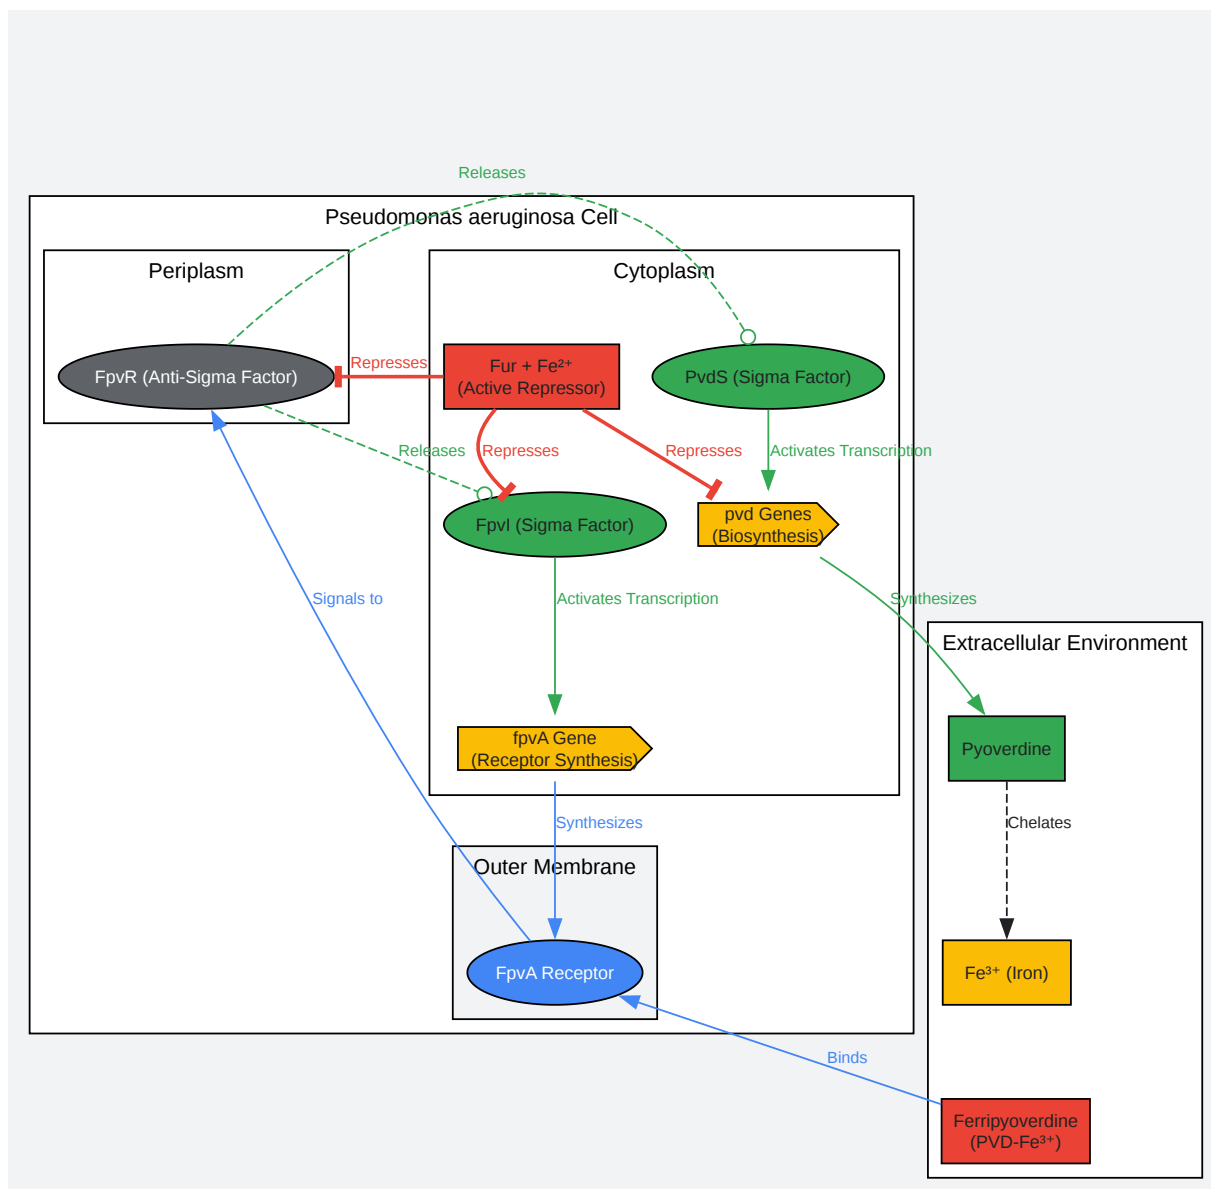 Releases
Pseudomonas aeruginosa Cell
Periplasm
Cytoplasm
FpvR (Anti-Sigma Factor)
Represses
Fur + Fe²⁺
(Active Repressor)
PvdS (Sigma Factor)
Releases
Represses
Represses
Activates Transcription
FpvI (Sigma Factor)
pvd Genes
(Biosynthesis)
Signals to
Activates Transcription
Synthesizes
Extracellular Environment
fpvA Gene
(Receptor Synthesis)
Pyoverdine
Synthesizes
Chelates
Outer Membrane
FpvA Receptor
Fe³⁺ (Iron)
Binds
Ferripyoverdine
(PVD-Fe³⁺)